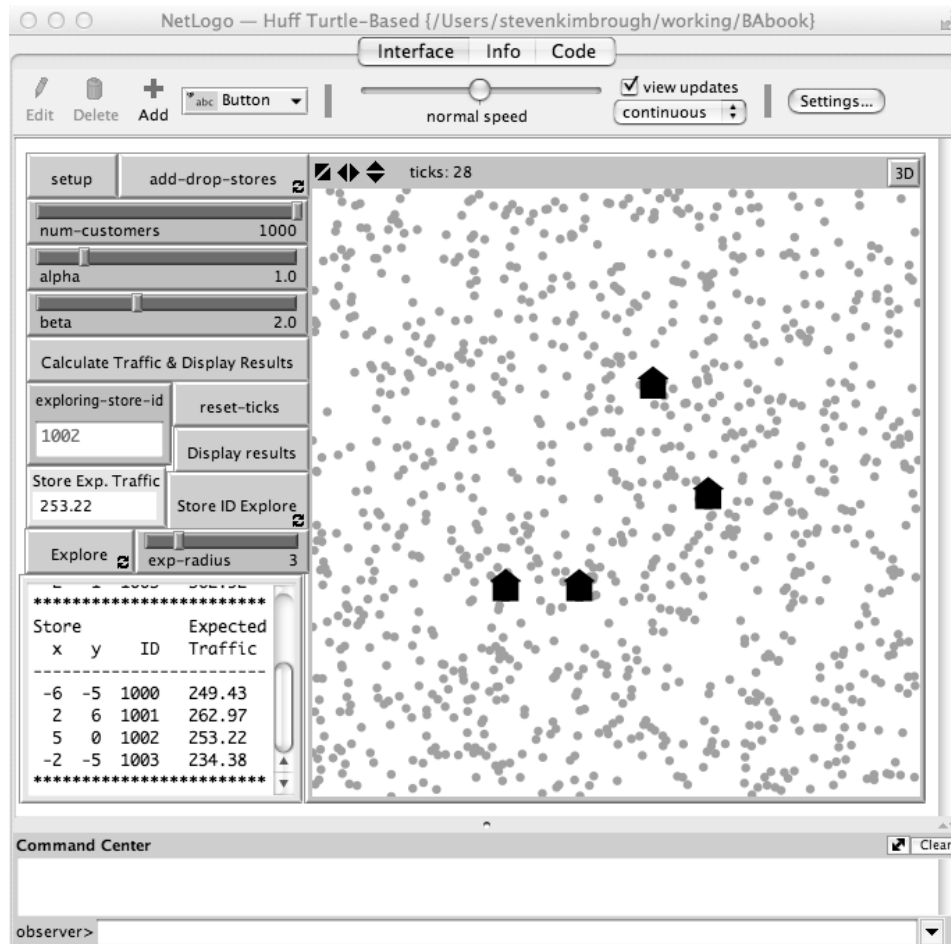 NetLogo — Huff Turtle-Based {/Users/stevenkimbrough/working/BAbook}
Interface Info Code
Edit Delete Add abc Button normal speed view updates continuous Settings...
setup add-drop-stores
ticks: 28 3D
num-customers 1000
alpha 1.0
beta 2.0
Calculate Traffic & Display Results
exploring-store-id
1002
reset-ticks
Display results
Store Exp. Traffic
253.22
Store ID Explore
Explore
exp-radius 3
************************
Store Expected
x y ID Traffic
------------------------
-6 -5 1000 249.43
2 6 1001 262.97
5 0 1002 253.22
-2 -5 1003 234.38
************************
Command Center Clear
observer>